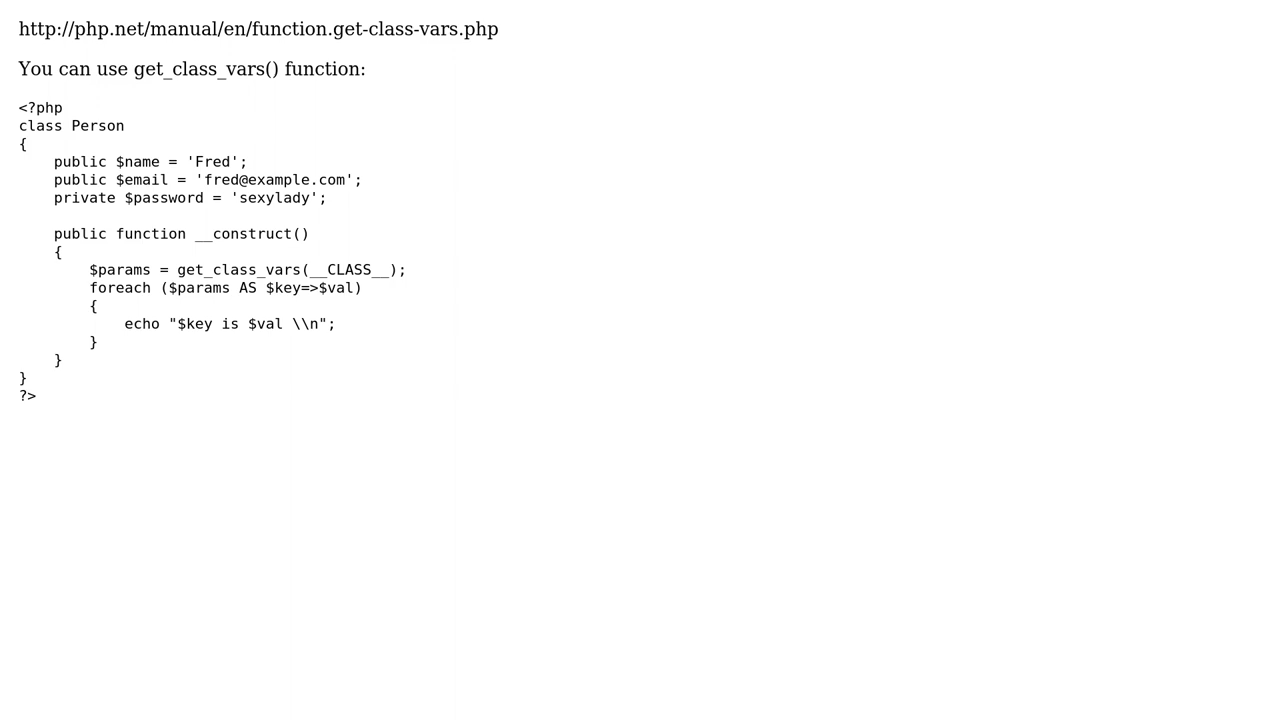 http://php.net/manual/en/function.get-class-vars.php
You can use get_class_vars() function:
<?php
class Person
{
    public $name = 'Fred';
    public $email = 'fred@example.com';
    private $password = 'sexylady';

    public function __construct()
    {
        $params = get_class_vars(__CLASS__);
        foreach ($params AS $key=>$val)
        {
            echo "$key is $val \\n";
        }
    }
}
?>